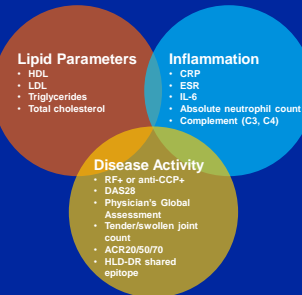 Lipid Parameters
• HDL
• LDL
• Triglycerides
• Total cholesterol
Inflammation
• CRP
• ESR
• IL-6
• Absolute neutrophil count
• Complement (C3, C4)
Disease Activity
• RF+ or anti-CCP+
• DAS28
• Physician's Global
Assessment
• Tender/swollen joint
count
• ACR20/50/70
• HLD-DR shared
epitope